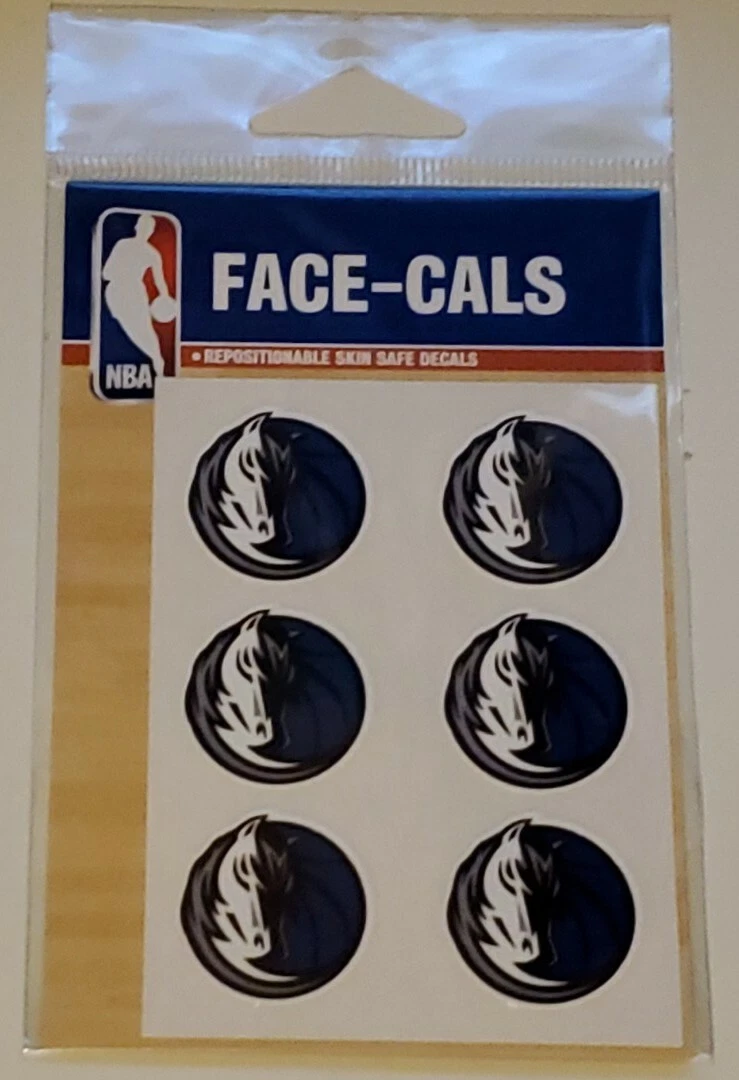 FACE-CALS
• REPOSITIONABLE SKIN SAFE DECALS
NBA